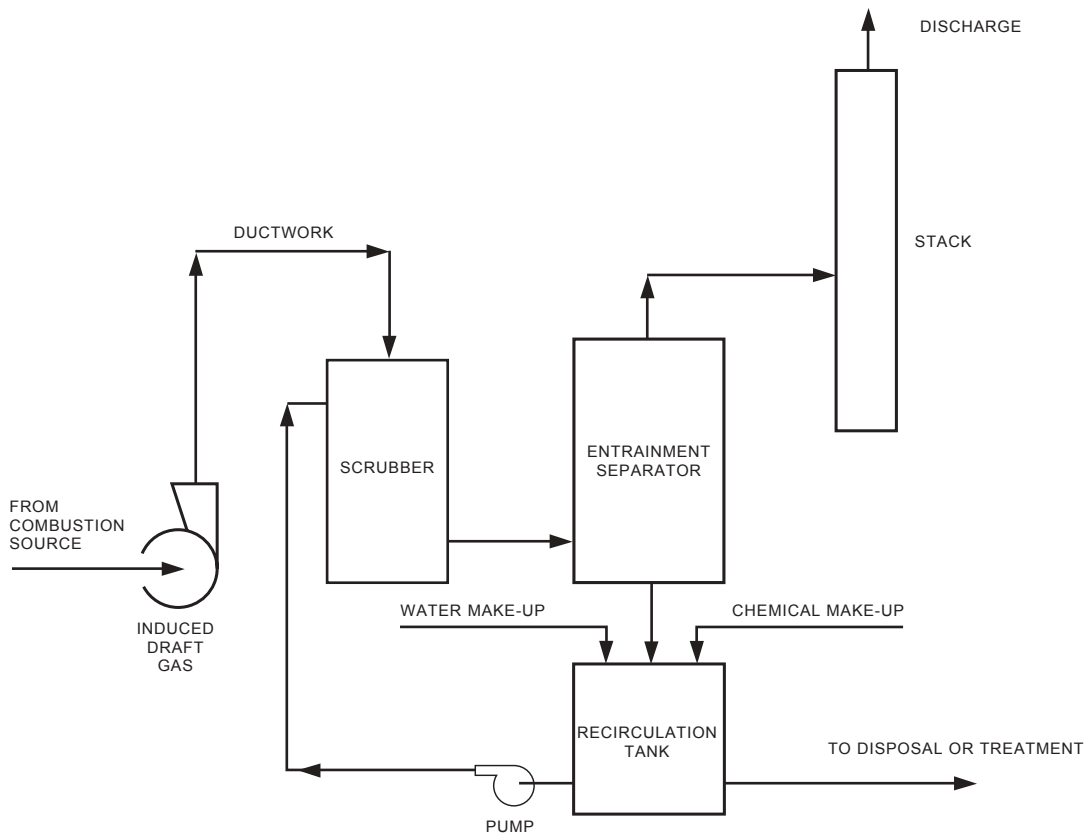 DISCHARGE
DUCTWORK
STACK
ENTRAINMENT
SEPARATOR
SCRUBBER
FROM
COMBUSTION
SOURCE
WATER MAKE-UP
CHEMICAL MAKE-UP
INDUCED
DRAFT
GAS
RECIRCULATION
TANK
TO DISPOSAL OR TREATMENT
PUMP